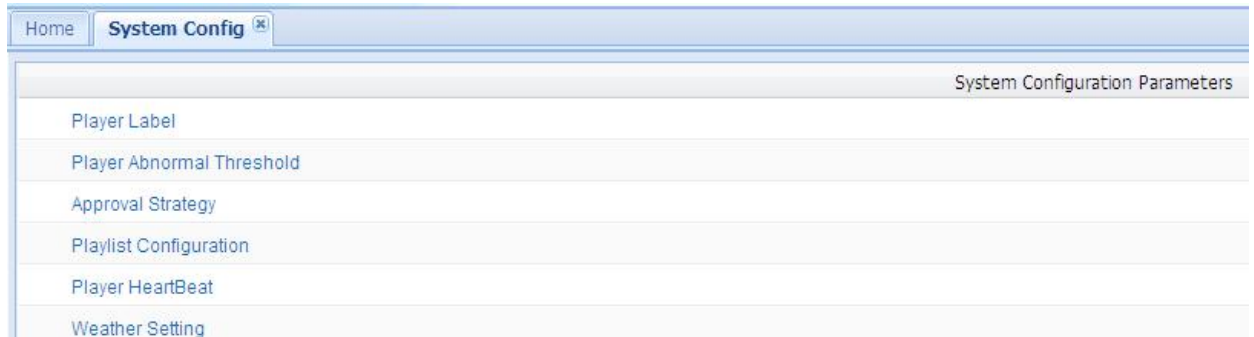 Home System Config
System Configuration Parameters
Player Label
Player Abnormal Threshold
Approval Strategy
Playlist Configuration
Player HeartBeat
Weather Setting